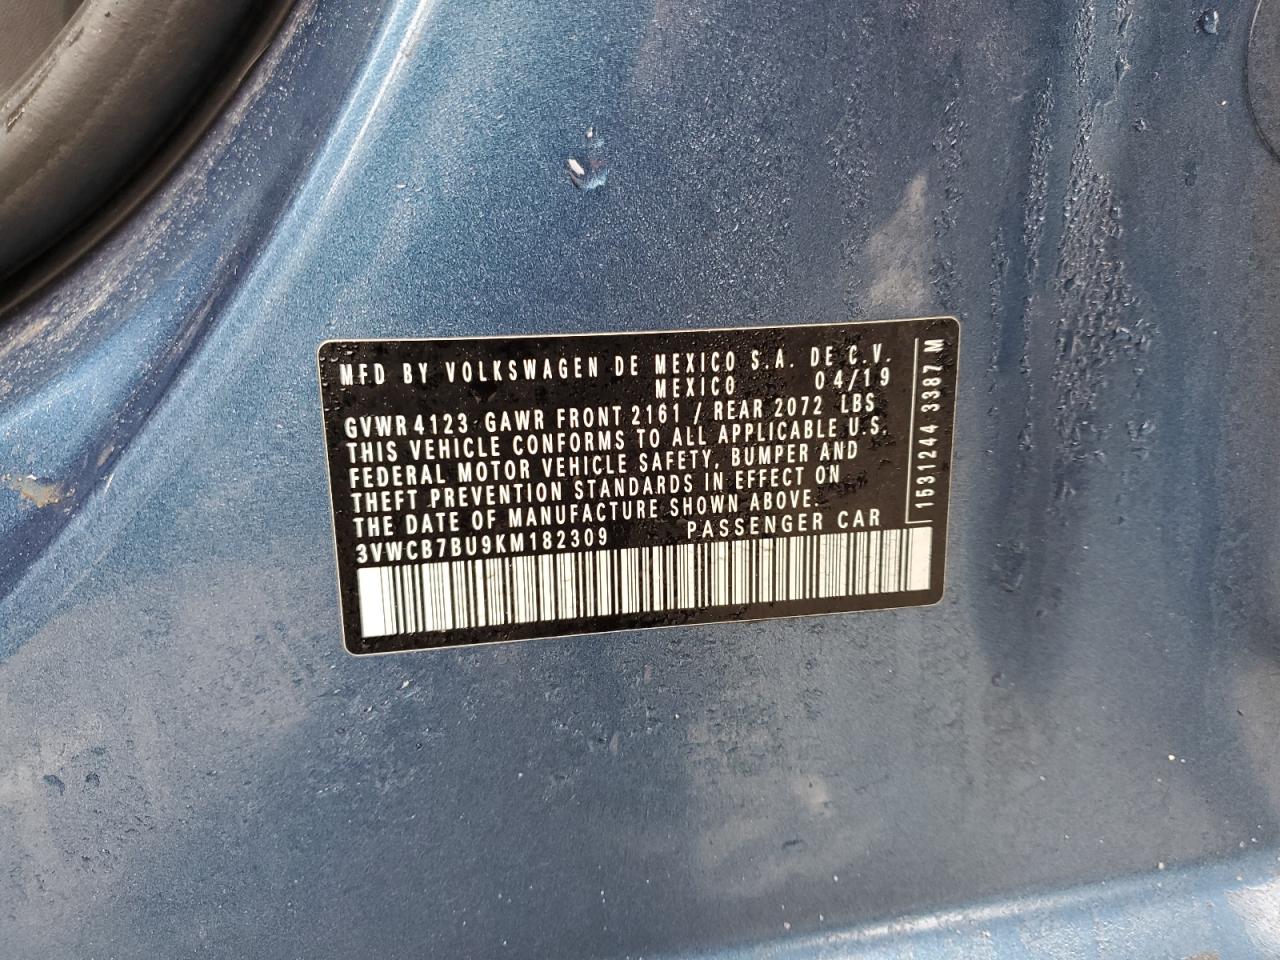 MFD BY VOLKSWAGEN DE MEXICO S.A. DE C.V.
MEXICO 04/19
GVWR 4123 GAWR FRONT 2161 / REAR 2072 LBS
THIS VEHICLE CONFORMS TO ALL APPLICABLE U.S.
FEDERAL MOTOR VEHICLE SAFETY, BUMPER AND
THEFT PREVENTION STANDARDS IN EFFECT ON
THE DATE OF MANUFACTURE SHOWN ABOVE.
3VWCB7BU9KM182309 PASSENGER CAR
1531244 3387 M